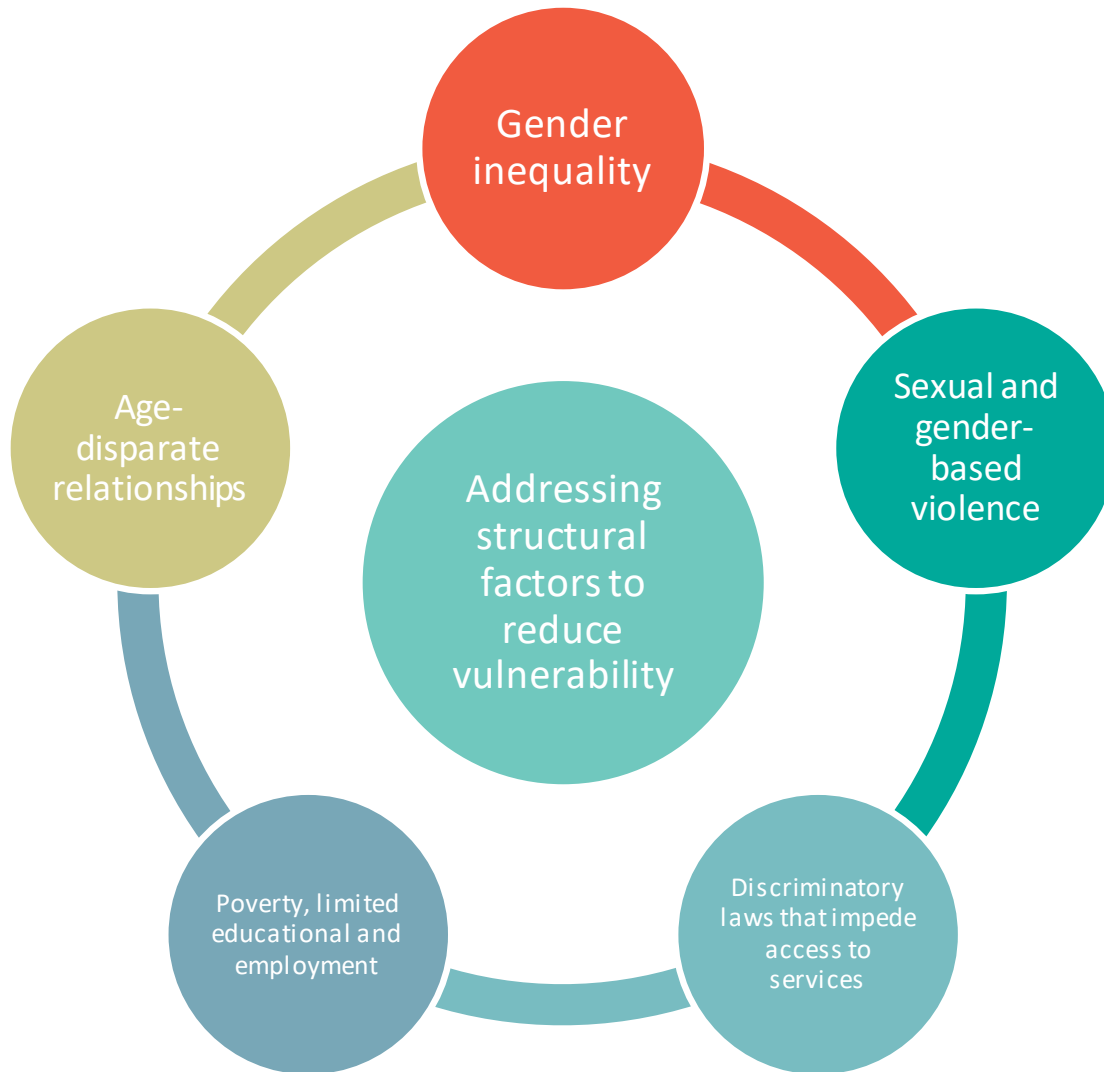 Gender
inequality
Sexual and
gender-
based
violence
Discriminatory
laws that impede
access to
services
Poverty, limited
educational and
employment
Age-
disparate
relationships
Addressing
structural
factors to
reduce
vulnerability